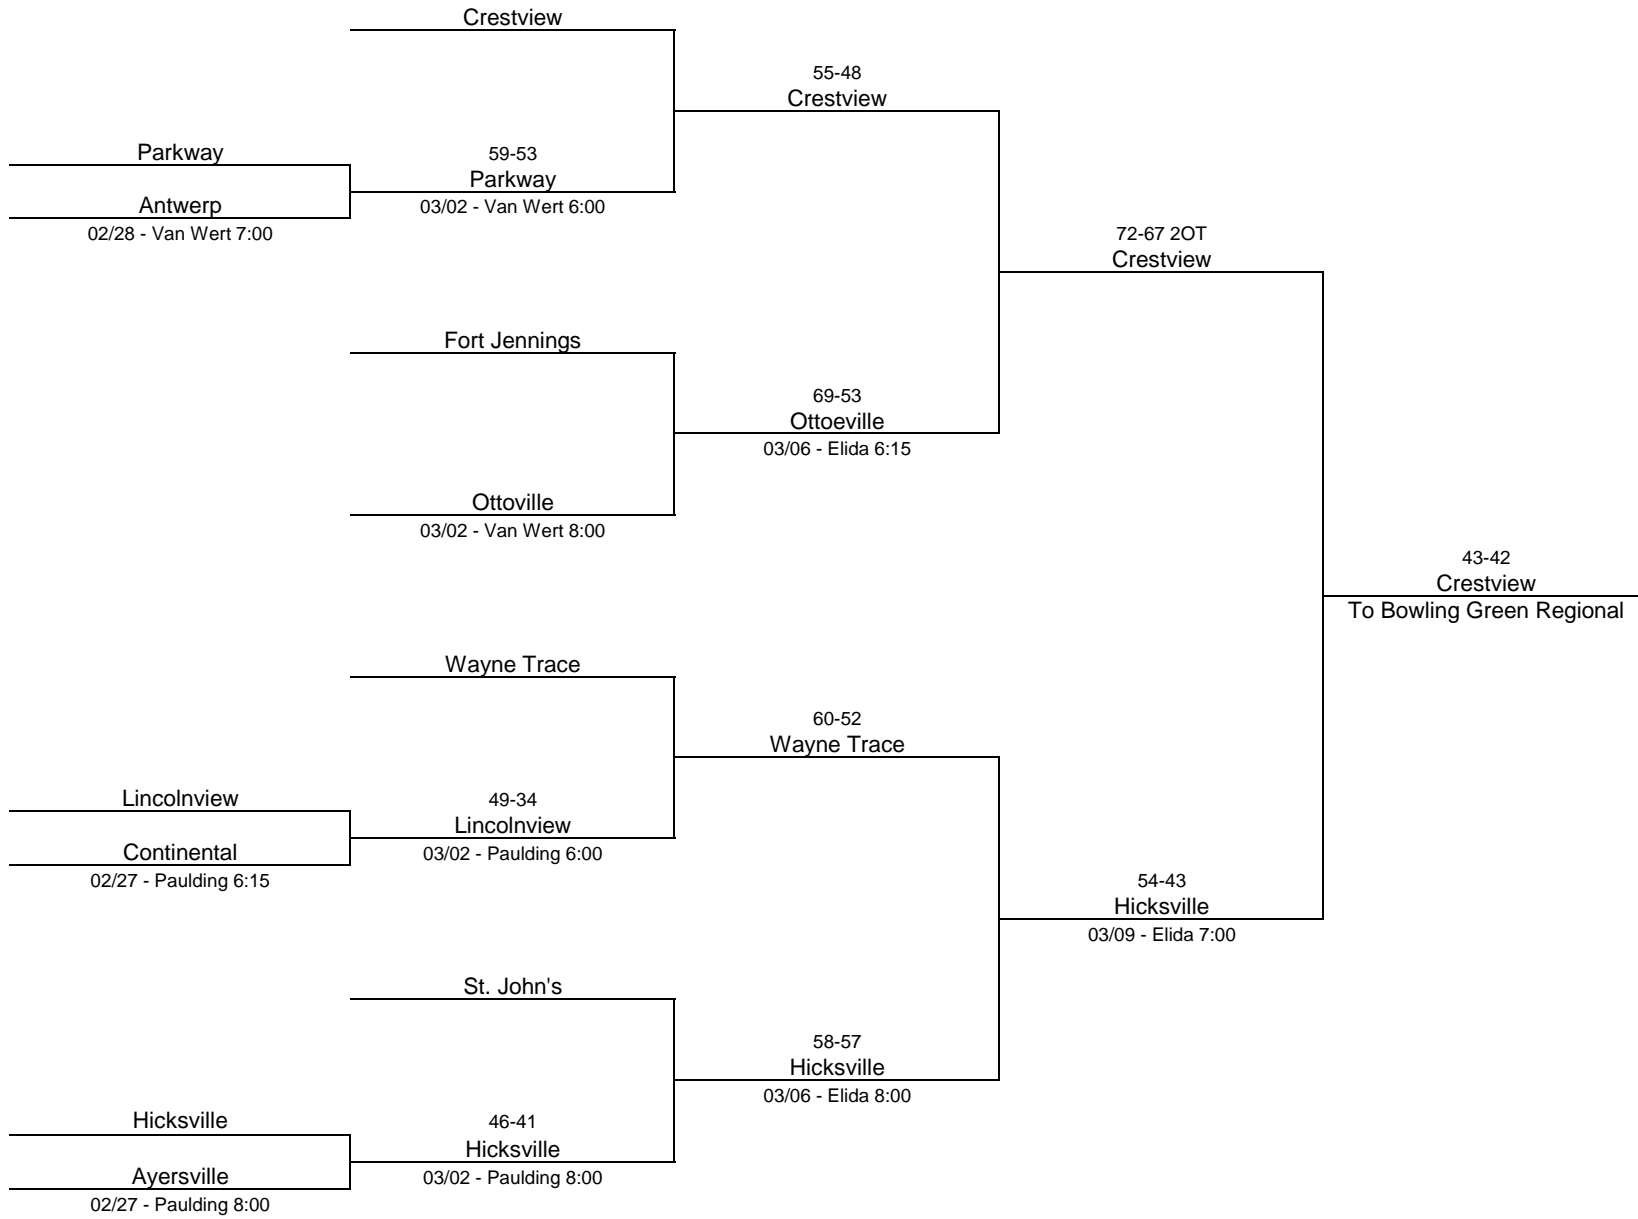 Crestview
55-48
Crestview
Parkway
59-53
Parkway
Antwerp
03/02 - Van Wert 6:00
02/28 - Van Wert 7:00
72-67 2OT
Crestview
Fort Jennings
69-53
Ottoeville
03/06 - Elida 6:15
Ottoville
03/02 - Van Wert 8:00
43-42
Crestview
To Bowling Green Regional
Wayne Trace
60-52
Wayne Trace
Lincolnview
49-34
Lincolnview
Continental
03/02 - Paulding 6:00
02/27 - Paulding 6:15
54-43
Hicksville
03/09 - Elida 7:00
St. John's
58-57
Hicksville
03/06 - Elida 8:00
Hicksville
46-41
Hicksville
Ayersville
03/02 - Paulding 8:00
02/27 - Paulding 8:00